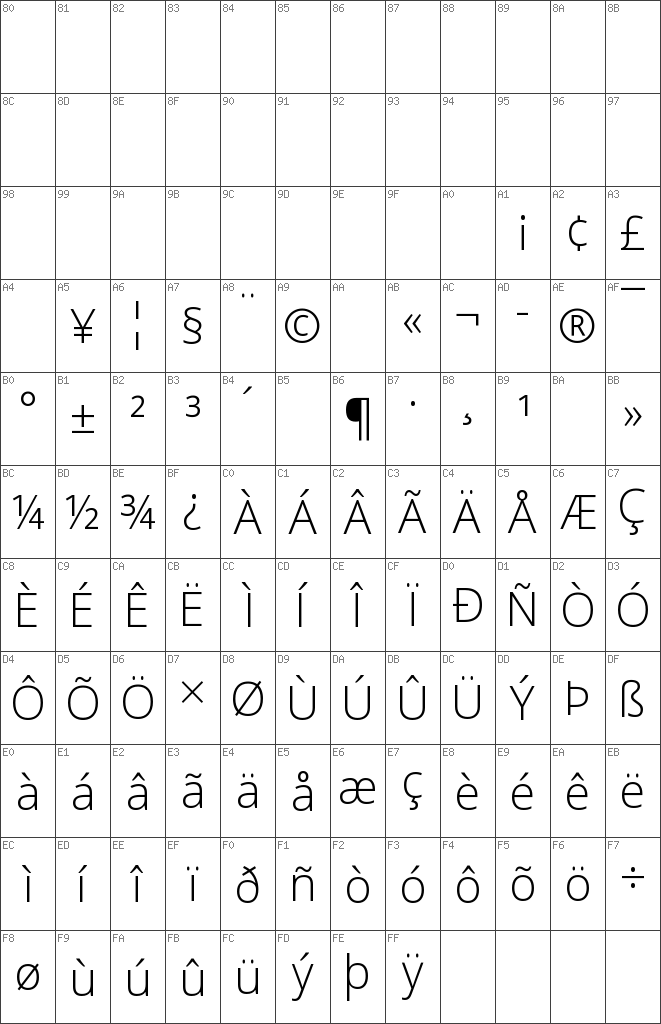 80 81 82 83 84 85 86 87 88 89 8A 8B
8C 8D 8E 8F 90 91 92 93 94 95 96 97
98 99 9A 9B 9C 9D 9E 9F A0 A1 A2 A3
¡ ¢ £
A4 A5 A6 A7 A8 A9 AA AB AC AD AE AF
¥ ¦ § ¨ © « ¬ - ® ¯
B0 B1 B2 B3 B4 B5 B6 B7 B8 B9 BA BB
° ± ² ³ ´ ¶ · ¸ ¹ »
BC BD BE BF C0 C1 C2 C3 C4 C5 C6 C7
¼ ½ ¾ ¿ À Á Â Ã Ä Å Æ Ç
C8 C9 CA CB CC CD CE CF D0 D1 D2 D3
È É Ê Ë Ì Í Î Ï Ð Ñ Ò Ó
D4 D5 D6 D7 D8 D9 DA DB DC DD DE DF
Ô Õ Ö × Ø Ù Ú Û Ü Ý Þ ß
E0 E1 E2 E3 E4 E5 E6 E7 E8 E9 EA EB
à á â ã ä å æ ç è é ê ë
EC ED EE EF F0 F1 F2 F3 F4 F5 F6 F7
ì í î ï ð ñ ò ó ô õ ö ÷
F8 F9 FA FB FC FD FE FF
ø ù ú û ü ý þ ÿ